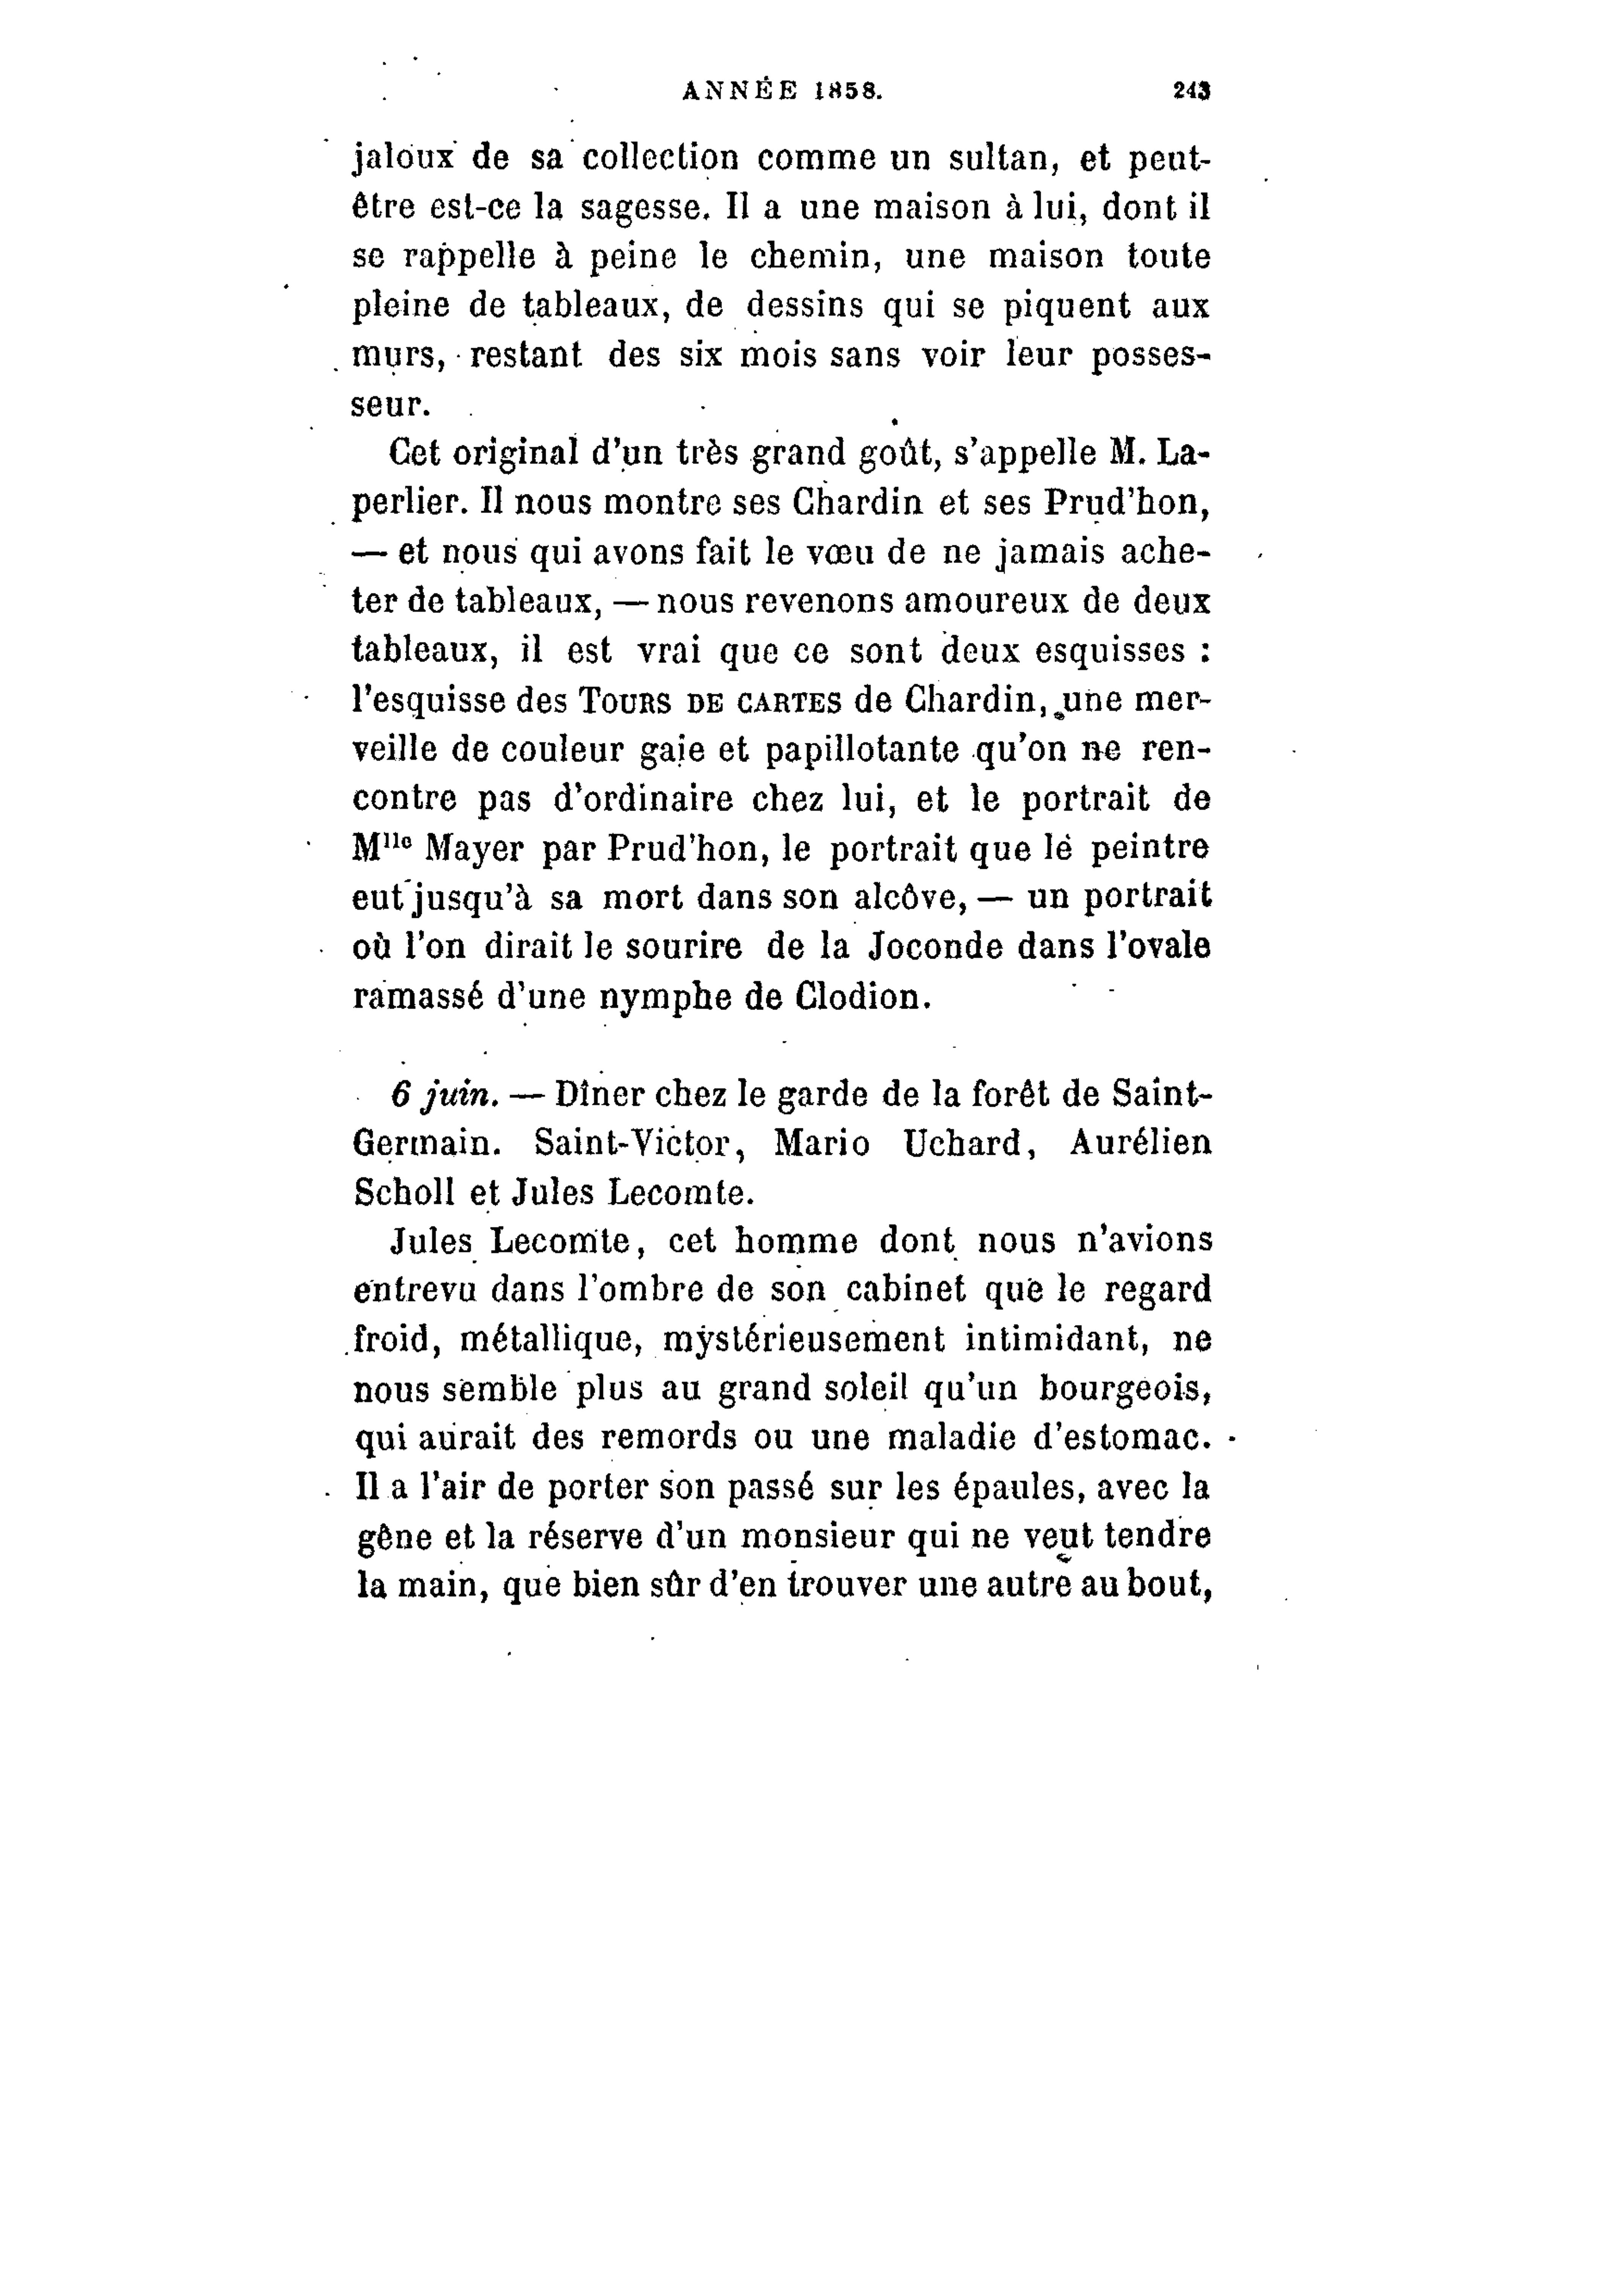 ANNÉE 1858. 243
jaloux de sa collection comme un sultan, et peut-
être est-ce la sagesse. Il a une maison à lui, dont il
se rappelle à peine le chemin, une maison toute
pleine de tableaux, de dessins qui se piquent aux
murs, restant des six mois sans voir leur posses-
seur.
Cet original d'un très grand goût, s'appelle M. La-
perlier. Il nous montre ses Chardin et ses Prud'hon,
— et nous qui avons fait le vœu de ne jamais ache-
ter de tableaux, — nous revenons amoureux de deux
tableaux, il est vrai que ce sont deux esquisses :
l'esquisse des TOURS DE CARTES de Chardin, une mer-
veille de couleur gaie et papillotante qu'on ne ren-
contre pas d'ordinaire chez lui, et le portrait de
Mlle Mayer par Prud'hon, le portrait que le peintre
eut jusqu'à sa mort dans son alcôve, — un portrait
où l'on dirait le sourire de la Joconde dans l'ovale
ramassé d'une nymphe de Clodion.
6 juin. — Dîner chez le garde de la forêt de Saint-
Germain. Saint-Victor, Mario Uchard, Aurélien
Scholl et Jules Lecomte.
Jules Lecomte, cet homme dont nous n'avions
entrevu dans l'ombre de son cabinet que le regard
froid, métallique, mystérieusement intimidant, ne
nous semble plus au grand soleil qu'un bourgeois,
qui aurait des remords ou une maladie d'estomac.
Il a l'air de porter son passé sur les épaules, avec la
gêne et la réserve d'un monsieur qui ne veut tendre
la main, que bien sûr d'en trouver une autre au bout,